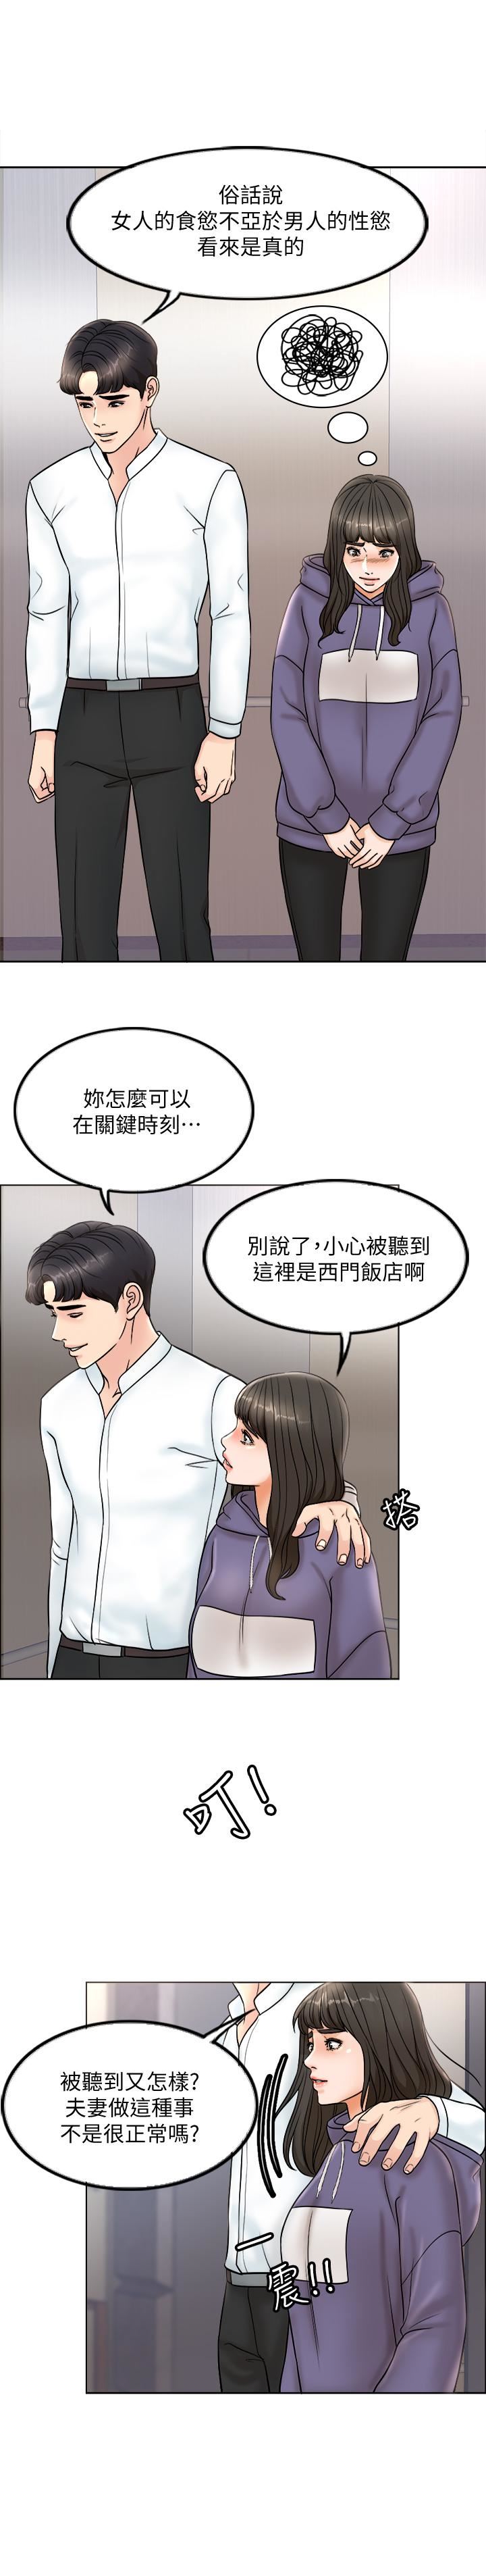 俗話說
女人的食慾不亞於男人的性慾
看來是真的
妳怎麼可以
在關鍵時刻⋯
別說了,小心被聽到
這裡是西門飯店啊
搭
叮!
被聽到又怎樣?
夫妻做這種事
不是很正常嗎?
一震!!